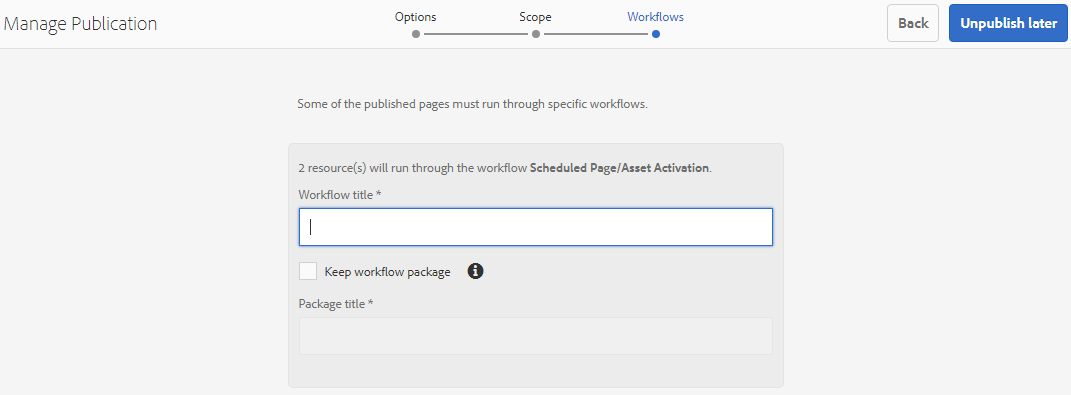 Manage Publication
Options
Scope
Workflows
Back
Unpublish later
Some of the published pages must run through specific workflows.
2 resource(s) will run through the workflow Scheduled Page/Asset Activation.
Workflow title *
Keep workflow package
Package title *